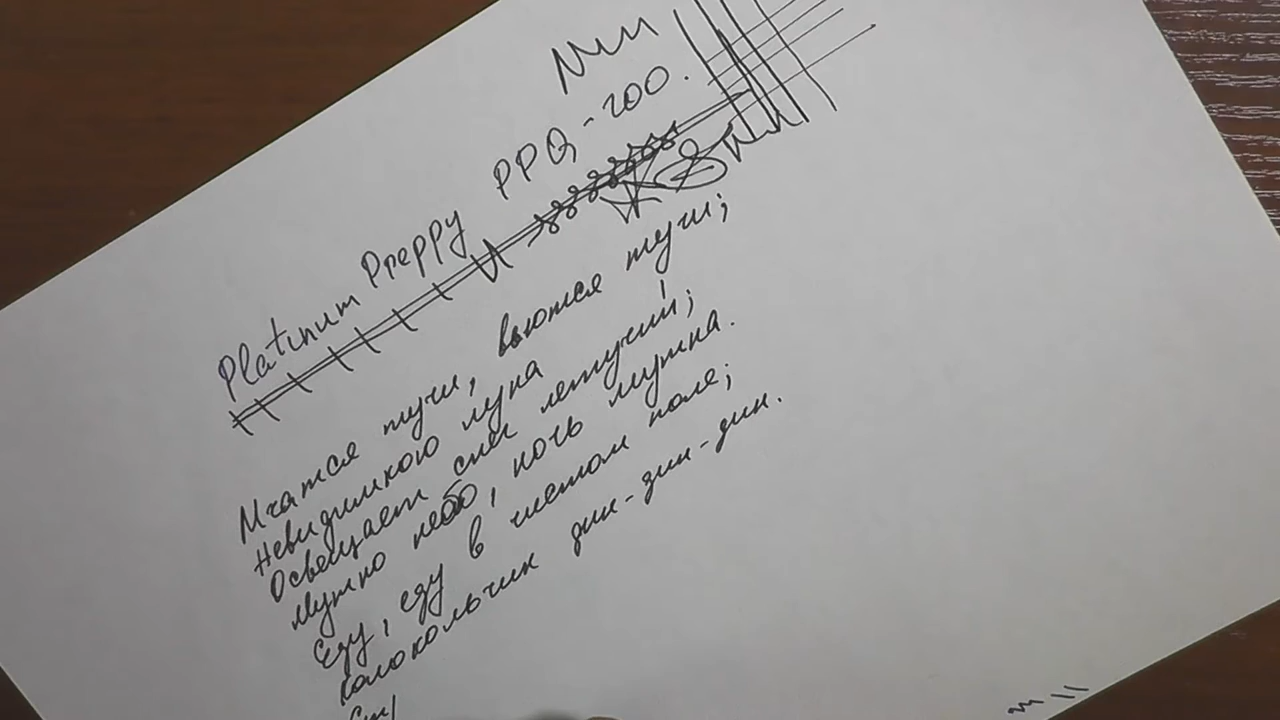 Platinum Preppy PPQ-200.
Мчатся тучи, вьются тучи;
Невидимкою луна
Освещает снег летучий;
Мутно небо, ночь мутна.
Еду, еду в чистом поле;
Колокольчик дин-дин-дин.